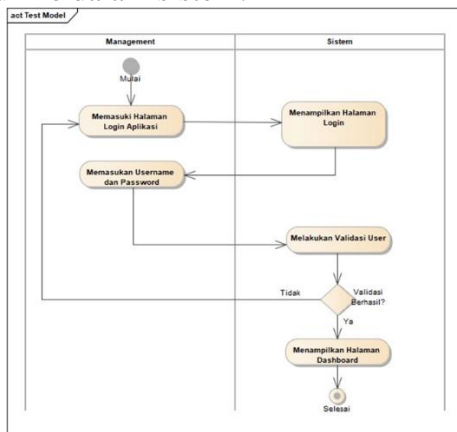 act Test Model
Management
Sistem
Mulai
Memasuki Halaman
Login Aplikasi
Menampilkan Halaman
Login
Memasukan Username
dan Password
Melakukan Validasi User
Tidak
Validasi
Berhasil?
Ya
Menampilkan Halaman
Dashboard
Selesai